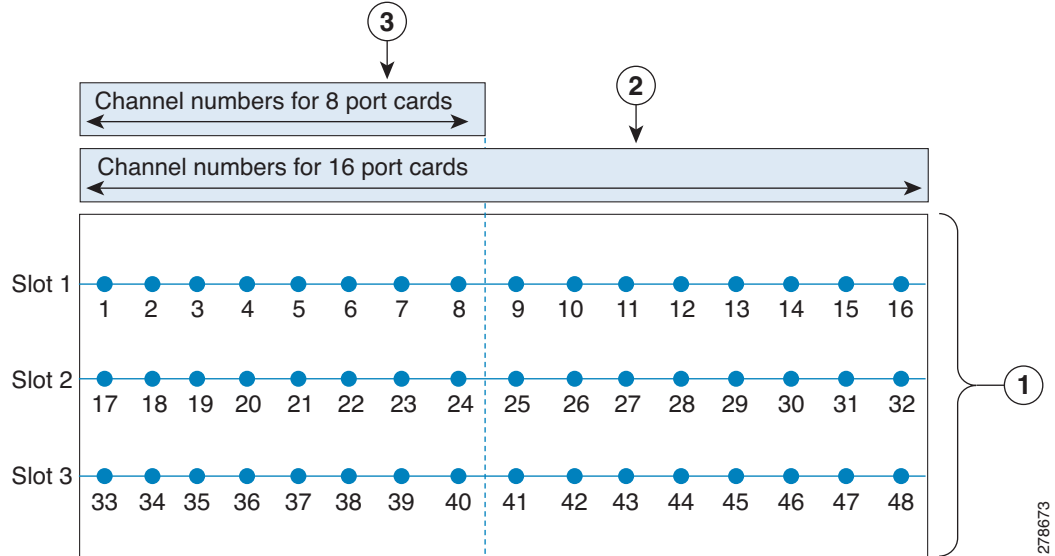 3
Channel numbers for 8 port cards
2
Channel numbers for 16 port cards
Slot 1
1 2 3 4 5 6 7 8 9 10 11 12 13 14 15 16
Slot 2
17 18 19 20 21 22 23 24 25 26 27 28 29 30 31 32
1
Slot 3
33 34 35 36 37 38 39 40 41 42 43 44 45 46 47 48
278673